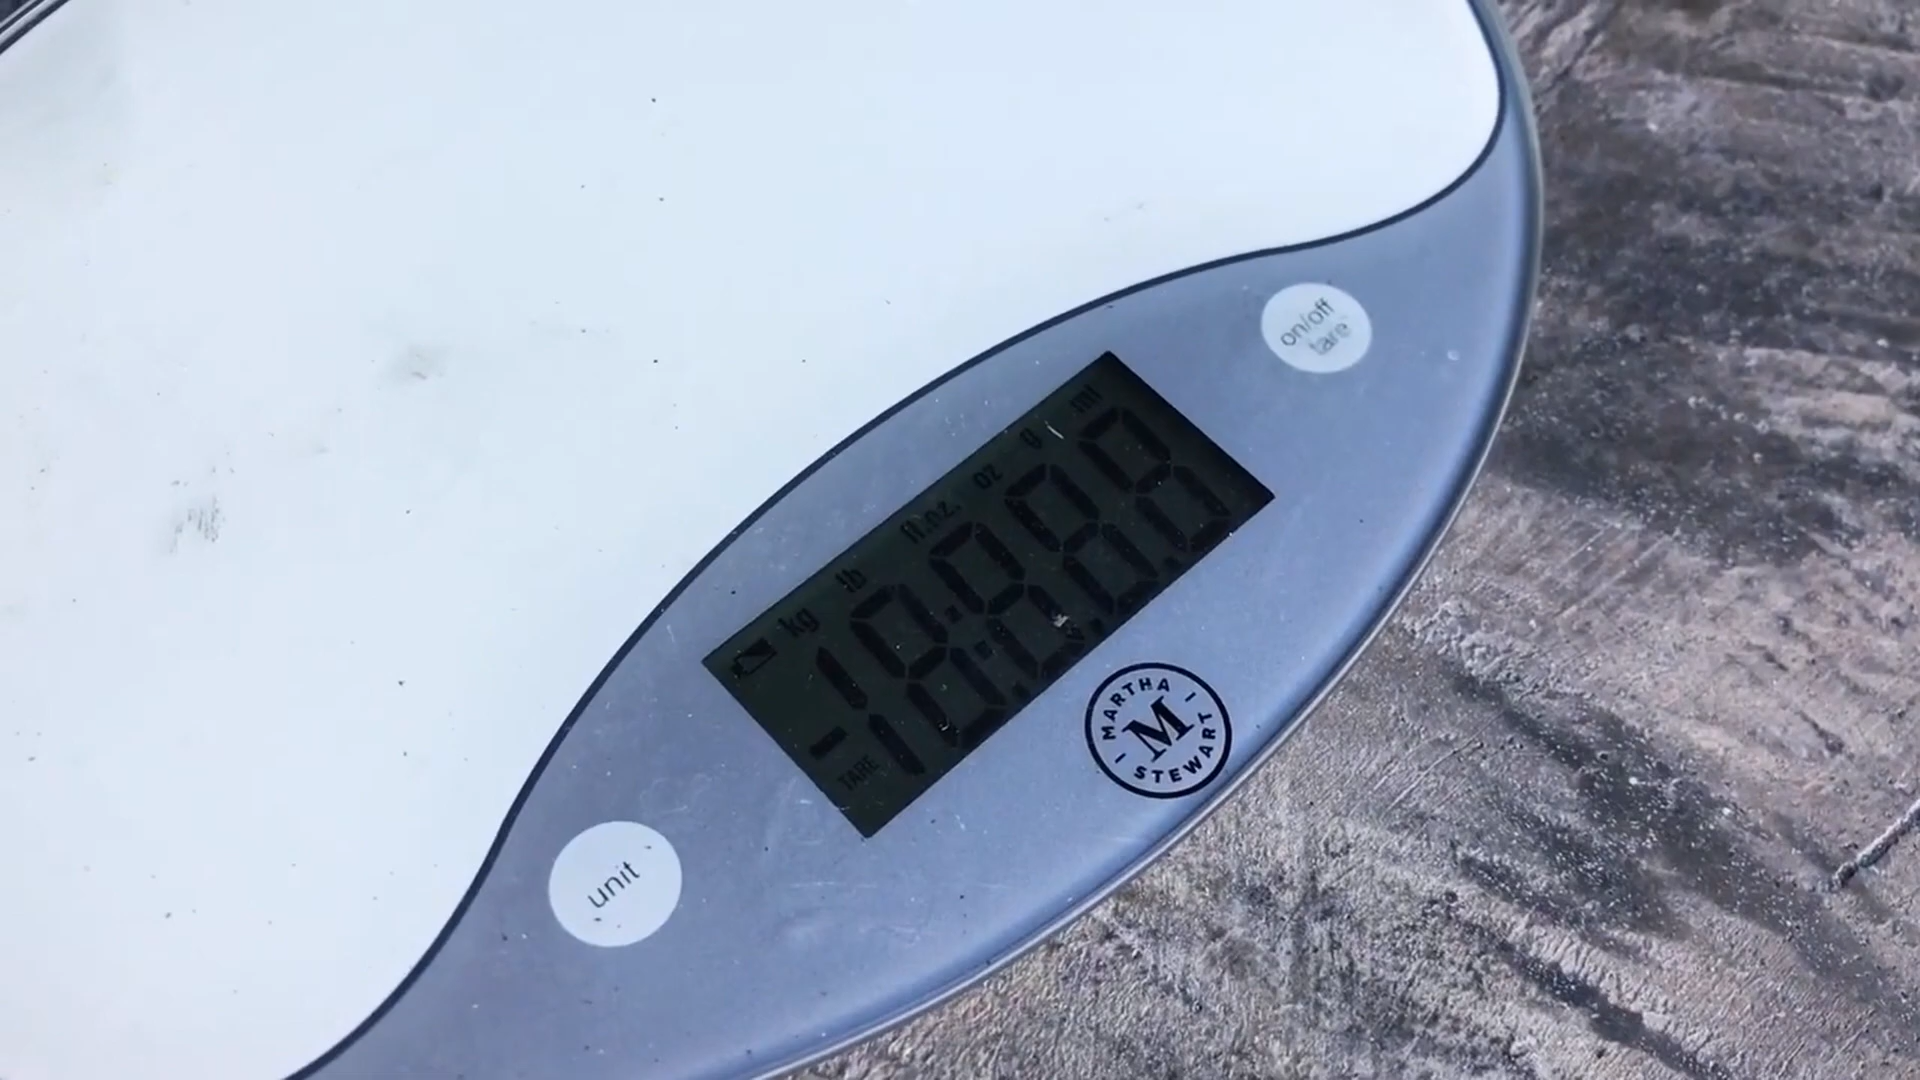 on/off
tare
kg lb fl.oz. oz g ml
-18:8.8.8
TARE
MARTHA
M
STEWART
unit